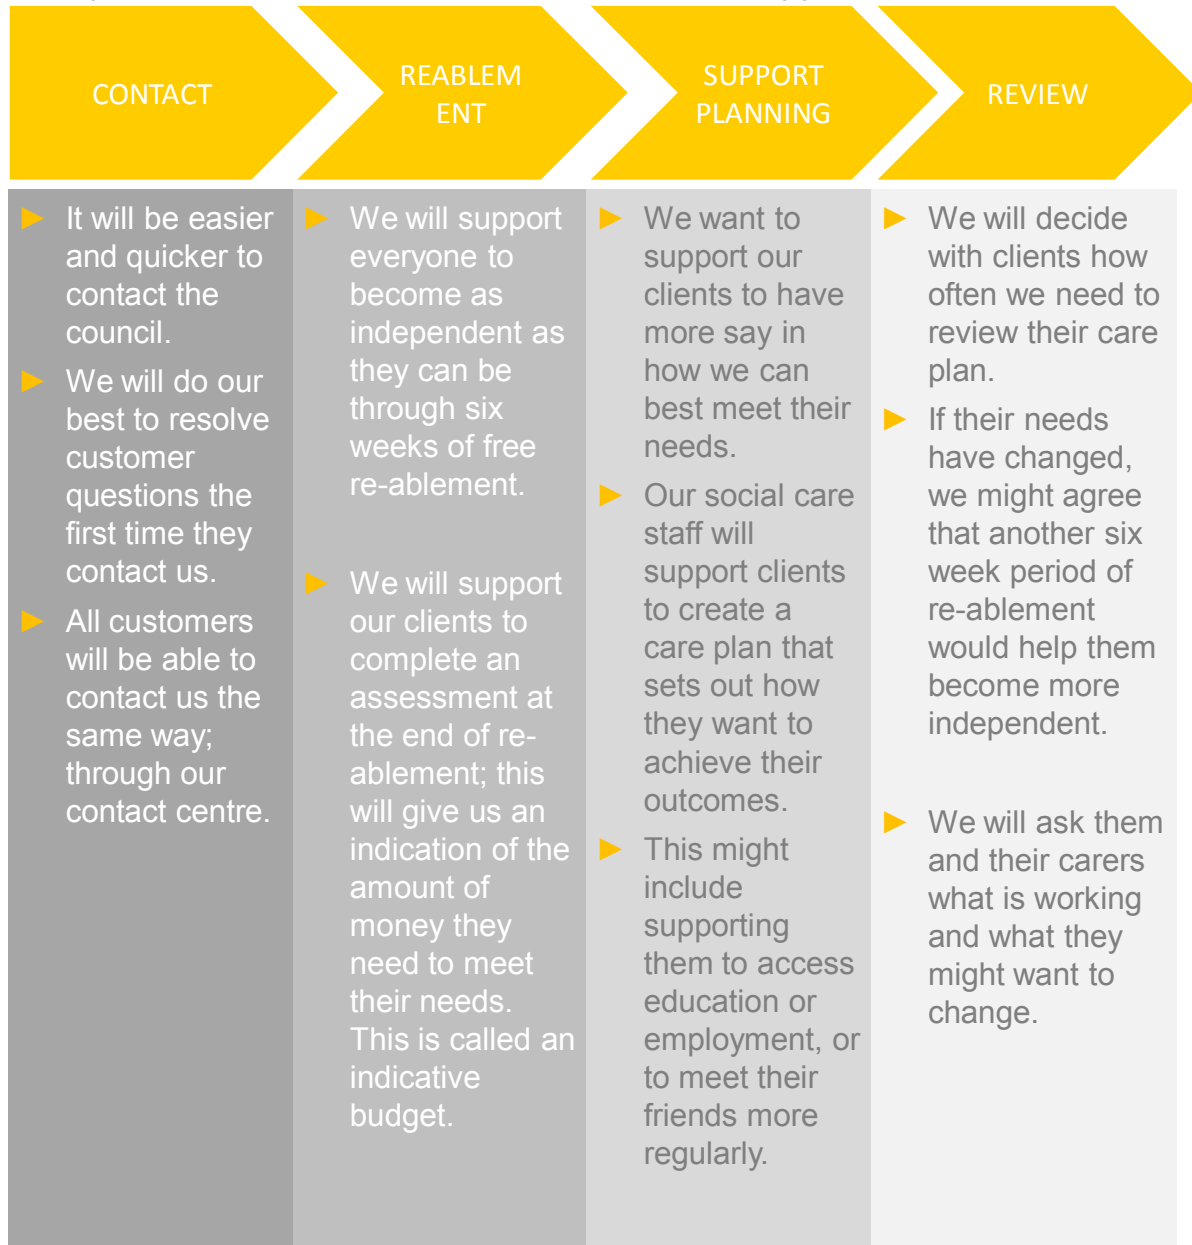 CONTACT
REABLEM
ENT
SUPPORT
PLANNING
REVIEW
► It will be easier
and quicker to
contact the
council.
► We will do our
best to resolve
customer
questions the
first time they
contact us.
► All customers
will be able to
contact us the
same way;
through our
contact centre.
► We will support
everyone to
become as
independent as
they can be
through six
weeks of free
re-ablement.
► We will support
our clients to
complete an
assessment at
the end of re-
ablement; this
will give us an
indication of the
amount of
money they
need to meet
their needs.
This is called an
indicative
budget.
► We want to
support our
clients to have
more say in
how we can
best meet their
needs.
► Our social care
staff will
support clients
to create a
care plan that
sets out how
they want to
achieve their
outcomes.
► This might
include
supporting
them to access
education or
employment, or
to meet their
friends more
regularly.
► We will decide
with clients how
often we need to
review their care
plan.
► If their needs
have changed,
we might agree
that another six
week period of
re-ablement
would help them
become more
independent.
► We will ask them
and their carers
what is working
and what they
might want to
change.